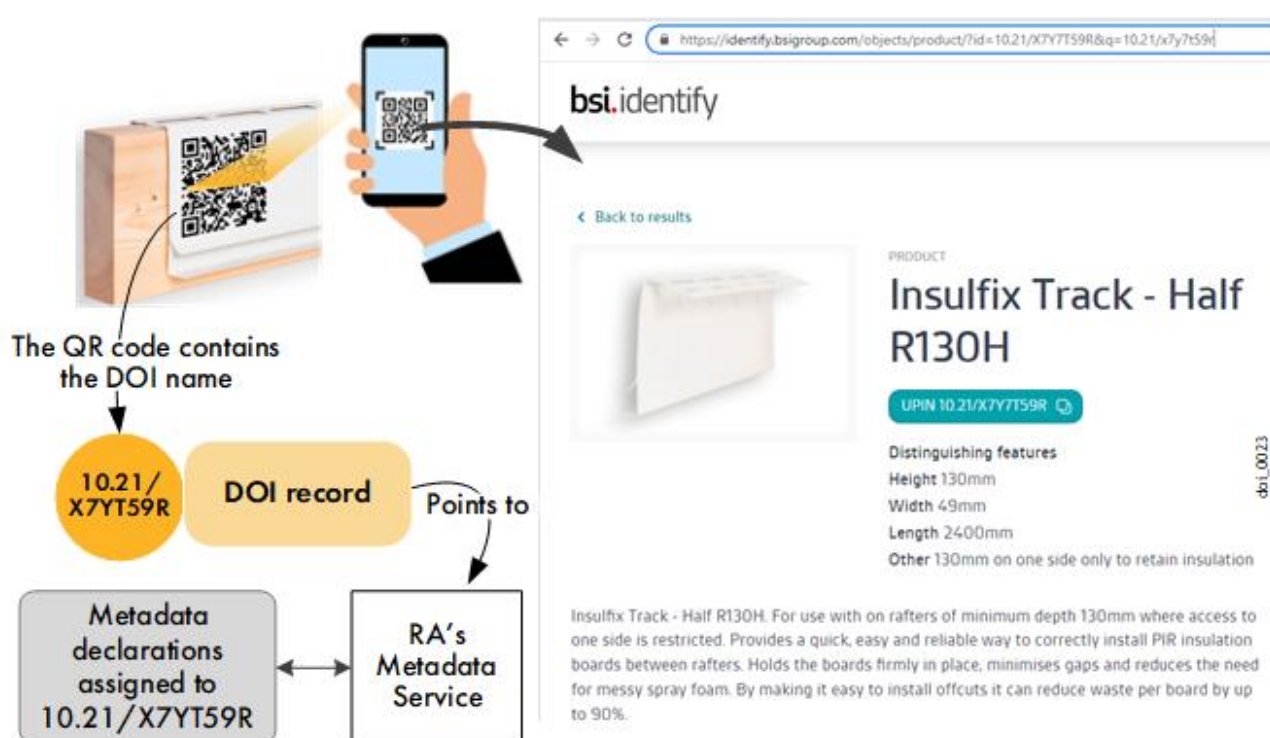 https://identify.bsigroup.com/objects/product/?id=10.21/X7Y7T59R&q=10.21/x7y7t59r
bsi.identify
Back to results
PRODUCT
Insulfix Track - Half
R130H
UPIN 10.21/X7Y7T59R
Distinguishing features
Height 130mm
Width 49mm
Length 2400mm
Other 130mm on one side only to retain insulation
Insulfix Track - Half R130H. For use with on rafters of minimum depth 130mm where access to
one side is restricted. Provides a quick, easy and reliable way to correctly install PIR insulation
boards between rafters. Holds the boards firmly in place, minimises gaps and reduces the need
for messy spray foam. By making it easy to install offcuts it can reduce waste per board by up
to 90%.
The QR code contains
the DOI name
10.21/
X7YT59R
DOI record
Points to
Metadata
declarations
assigned to
10.21/X7YT59R
RA's
Metadata
Service
doi_0023